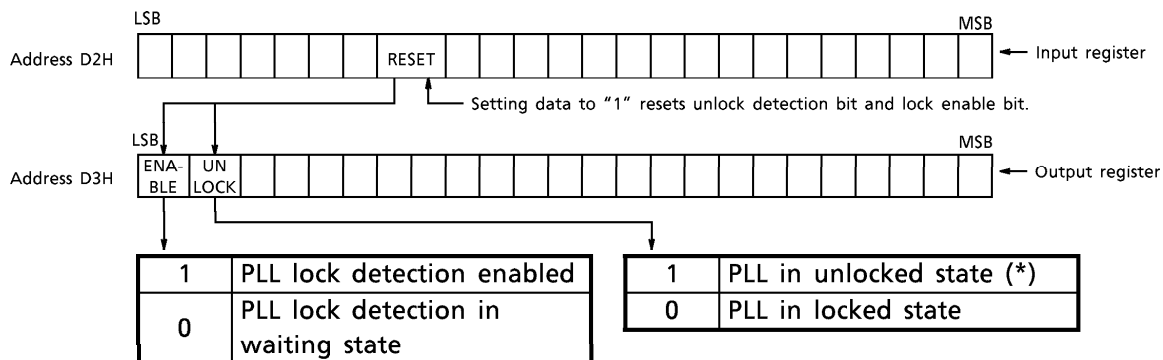 LSB MSB
Address D2H RESET Input register
Setting data to “1” resets unlock detection bit and lock enable bit.
LSB MSB
Address D3H ENA- UN Output register
BLE LOCK
1 PLL lock detection enabled
0 PLL lock detection in
waiting state
1 PLL in unlocked state (*)
0 PLL in locked state